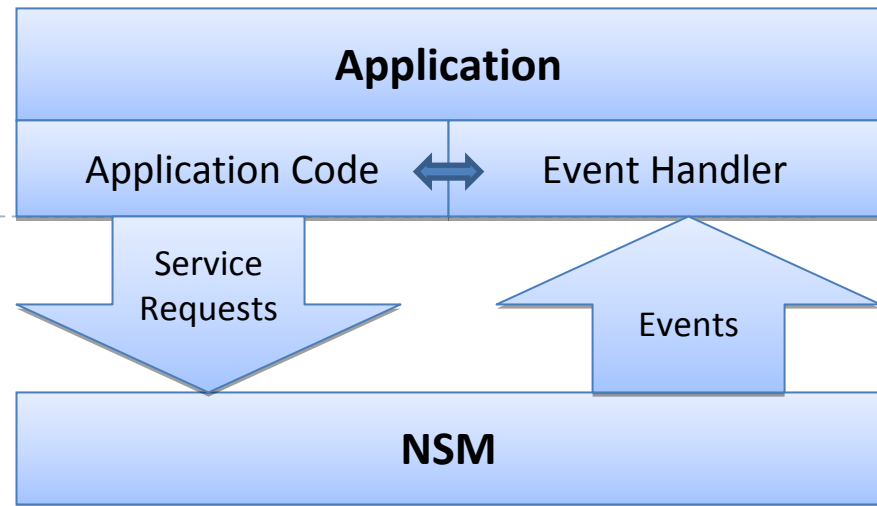 Application
Application Code
Event Handler
Service
Requests
Events
NSM